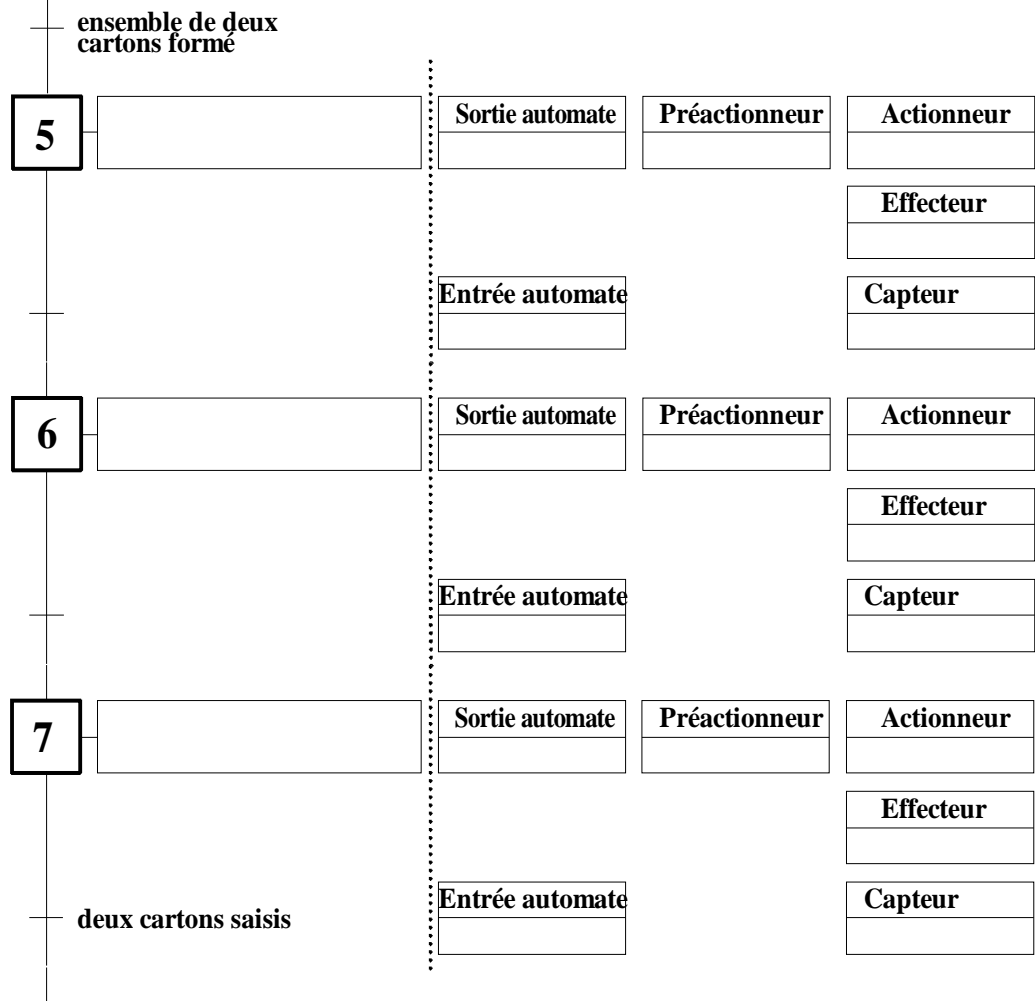 ensemble de deux
cartons formé
5
Sortie automate
Préactionneur
Actionneur
Effecteur
Entrée automate
Capteur
6
Sortie automate
Préactionneur
Actionneur
Effecteur
Entrée automate
Capteur
7
Sortie automate
Préactionneur
Actionneur
Effecteur
Entrée automate
Capteur
deux cartons saisis